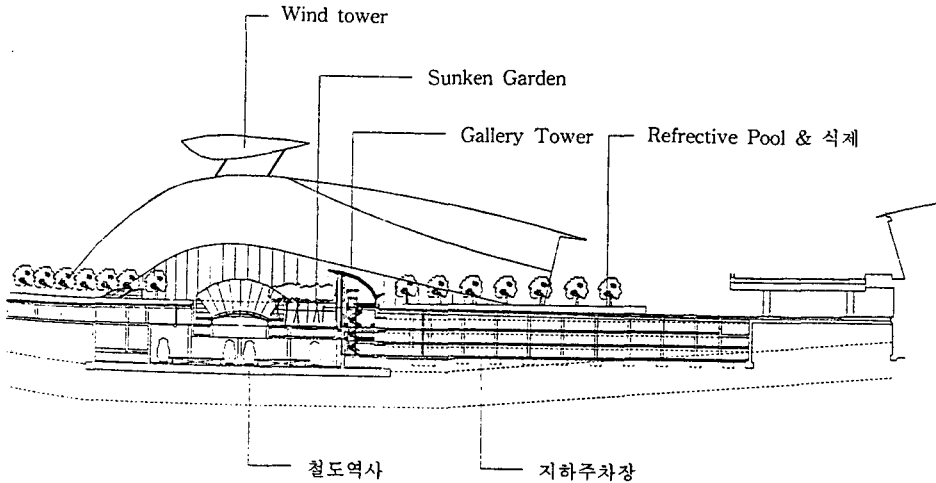 Wind tower
Sunken Garden
Gallery Tower
Refrective Pool & 식제
철도역사
지하주차장